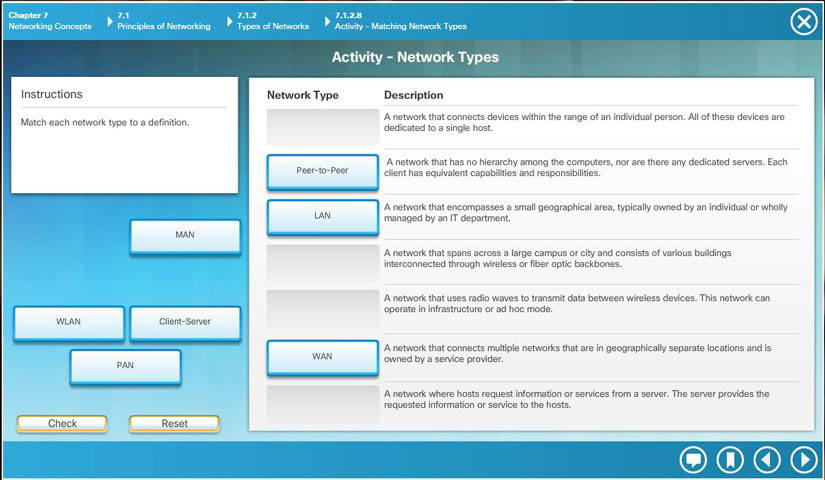 Chapter 7
Networking Concepts
7.1
Principles of Networking
7.1.2
Types of Networks
7.1.2.8
Activity - Matching Network Types
Activity - Network Types
Instructions
Match each network type to a definition.
MAN
WLAN
Client-Server
PAN
Check
Reset
Network Type
Description
A network that connects devices within the range of an individual person. All of these devices are
dedicated to a single host.
Peer-to-Peer
A network that has no hierarchy among the computers, nor are there any dedicated servers. Each
client has equivalent capabilities and responsibilities.
LAN
A network that encompasses a small geographical area, typically owned by an individual or wholly
managed by an IT department.
A network that spans across a large campus or city and consists of various buildings
interconnected through wireless or fiber optic backbones.
A network that uses radio waves to transmit data between wireless devices. This network can
operate in infrastructure or ad hoc mode.
WAN
A network that connects multiple networks that are in geographically separate locations and is
owned by a service provider.
A network where hosts request information or services from a server. The server provides the
requested information or service to the hosts.